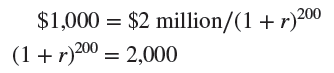 $1,000 = $2 million/(1 + r)²⁰⁰
(1 + r)²⁰⁰ = 2,000